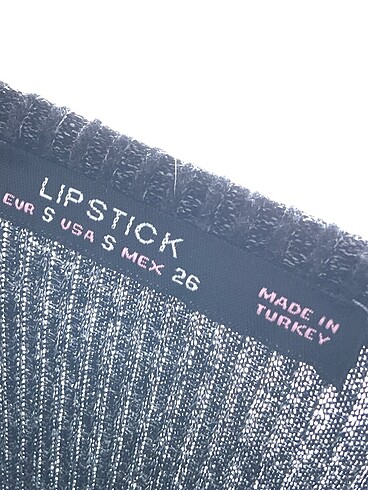 LIPSTICK
EUR S USA S MEX 26
MADE IN
TURKEY